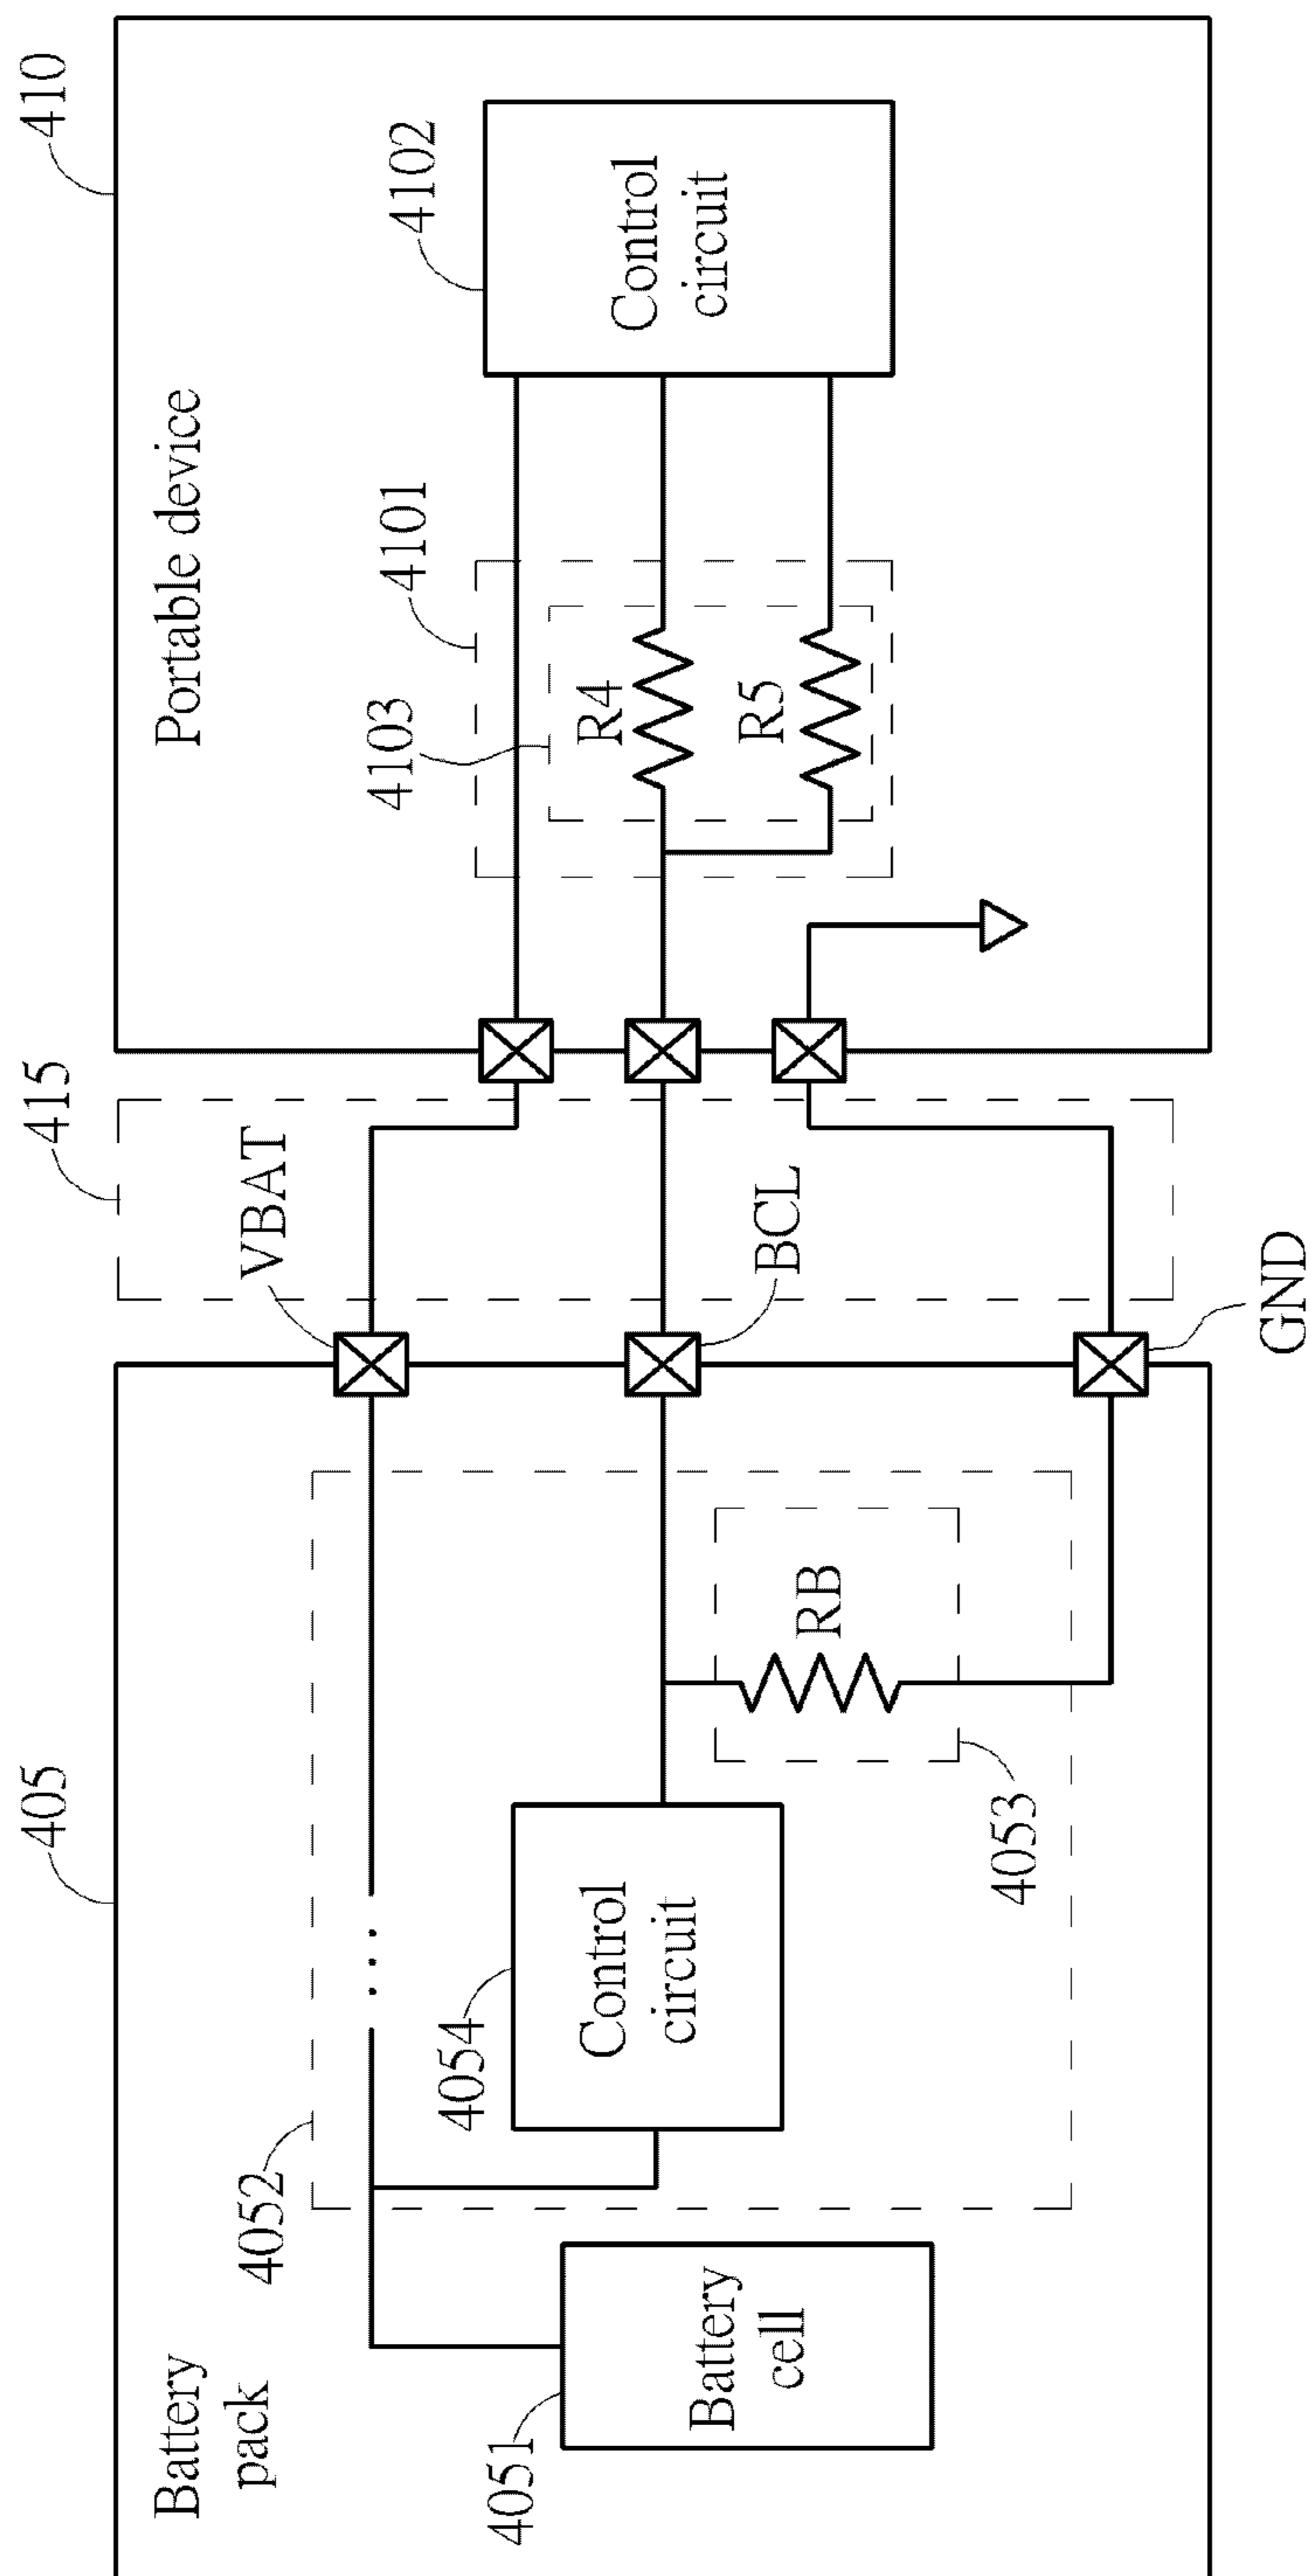 405
415
410
Battery
pack
Portable device
4052
VBAT
4101
4102
4103
4051
4054
Battery
cell
Control
circuit
RB
4053
BCL
GND
R4
R5
Control
circuit